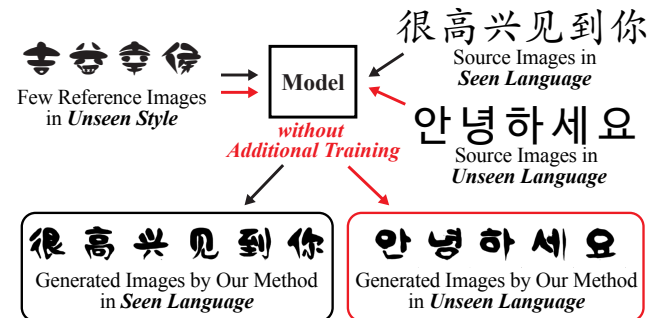 Few Reference Images
in Unseen Style
Model
without
Additional Training
很高兴见到你
Source Images in
Seen Language
안녕하세요
Source Images in
Unseen Language
很高兴见到你
Generated Images by Our Method
in Seen Language
안녕하세요
Generated Images by Our Method
in Unseen Language